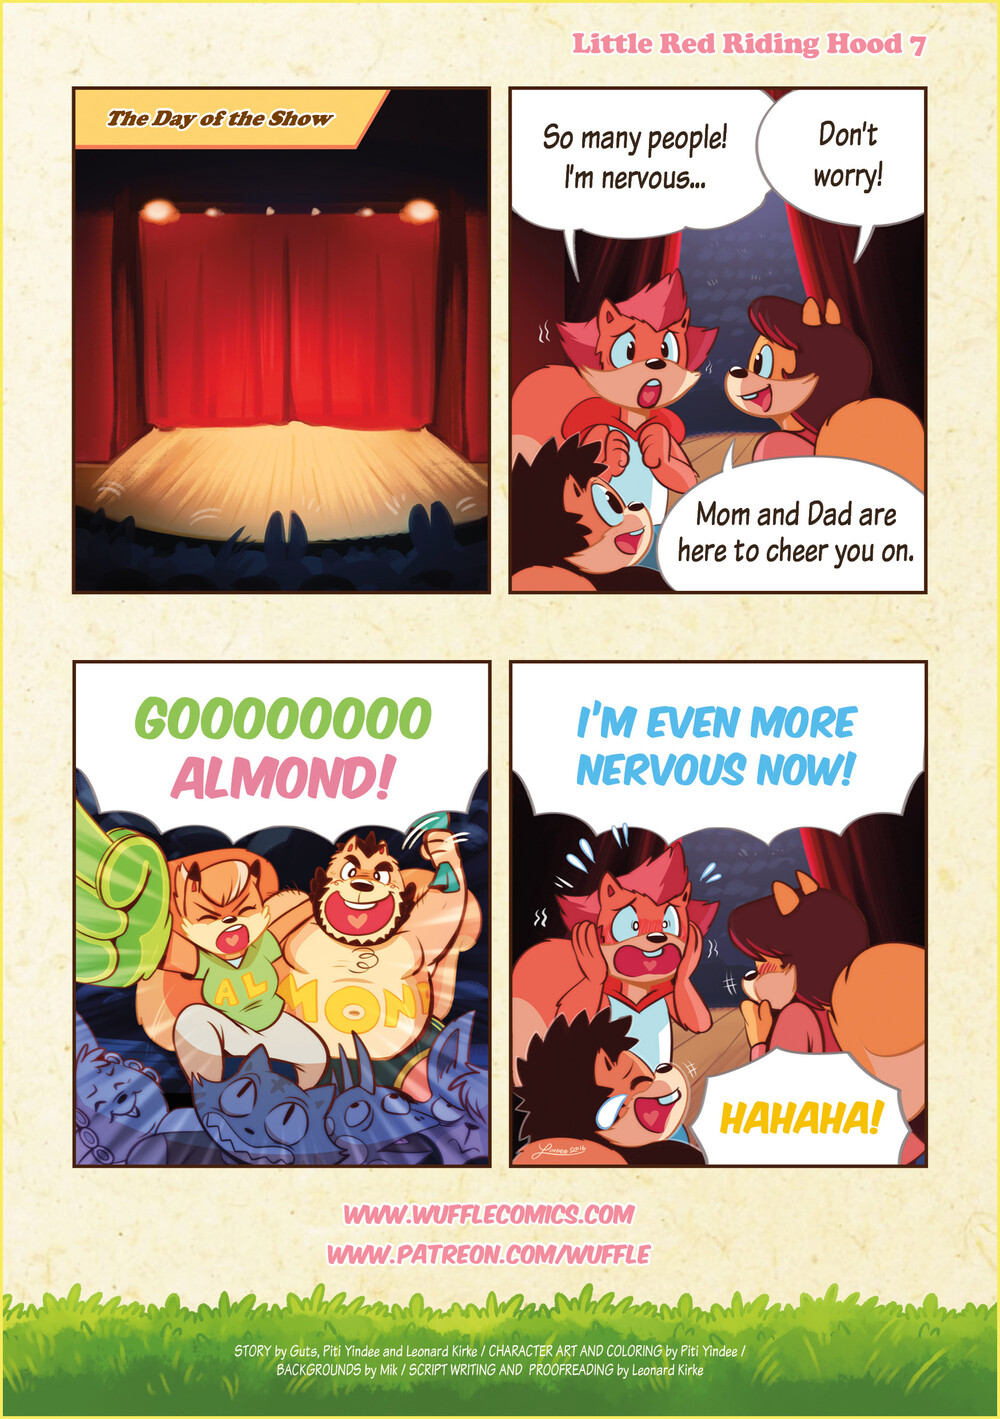 Little Red Riding Hood 7
The Day of the Show
So many people!
I'm nervous...
Don't
worry!
Mom and Dad are
here to cheer you on.
GOOOOOOOO
ALMOND!
AL
MOND
I'M EVEN MORE
NERVOUS NOW!
HAHAHA!
WWW.WUFFLECOMICS.COM
WWW.PATREON.COM/WUFFLE
STORY by Guts, Piti Yindee and Leonard Kirke / CHARACTER ART AND COLORING by Piti Yindee /
BACKGROUNDS by Mik / SCRIPT WRITING AND PROOFREADING by Leonard Kirke